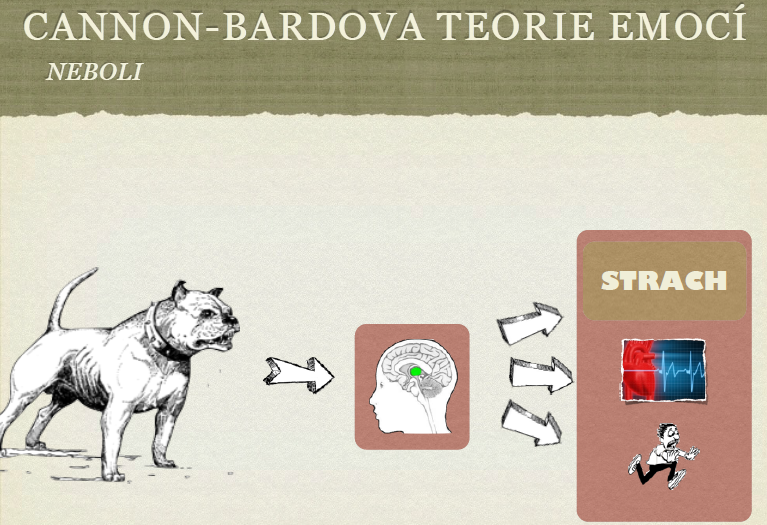 CANNON-BARDOVA TEORIE EMOCÍ
NEBOLI
STRACH